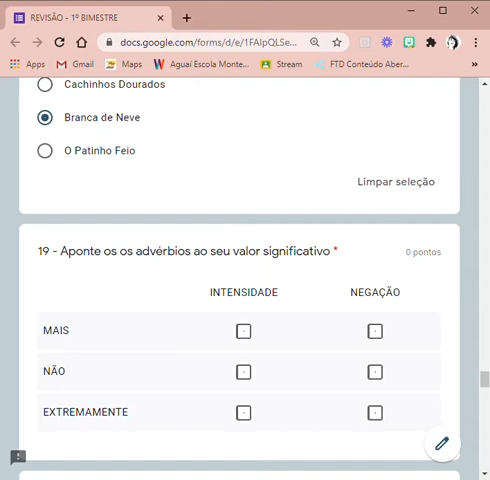 REVISÃO - 1º BIMESTRE
docs.google.com/forms/d/e/1FAIpQLSe...
Apps Gmail Maps Aguaí Escola Monte... Stream FTD Conteúdo Aber... »
Cachinhos Dourados
Branca de Neve
O Patinho Feio
Limpar seleção
19 - Aponte os os advérbios ao seu valor significativo * 0 pontos
INTENSIDADE NEGAÇÃO
MAIS
NÃO
EXTREMAMENTE